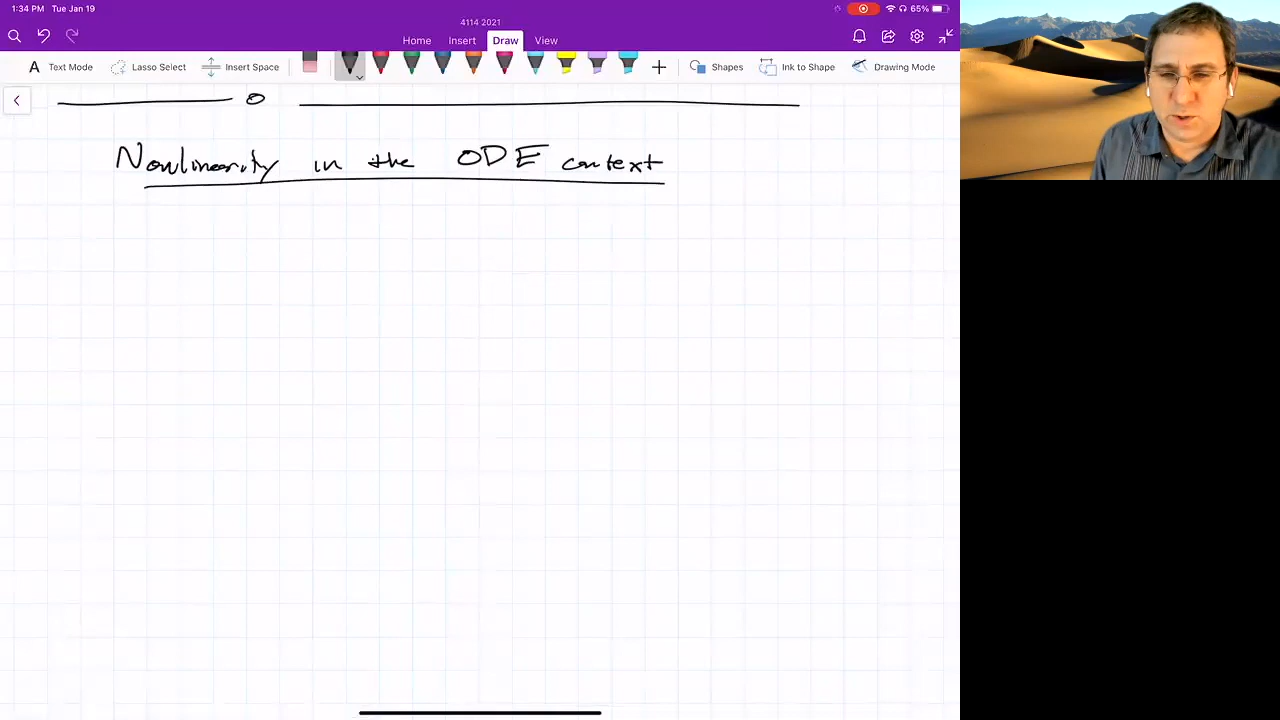 1:34 PM Tue Jan 19
65%
4114 2021
Home Insert Draw View
A Text Mode Lasso Select Insert Space Shapes Ink to Shape Drawing Mode
Nonlinearity in the ODE context